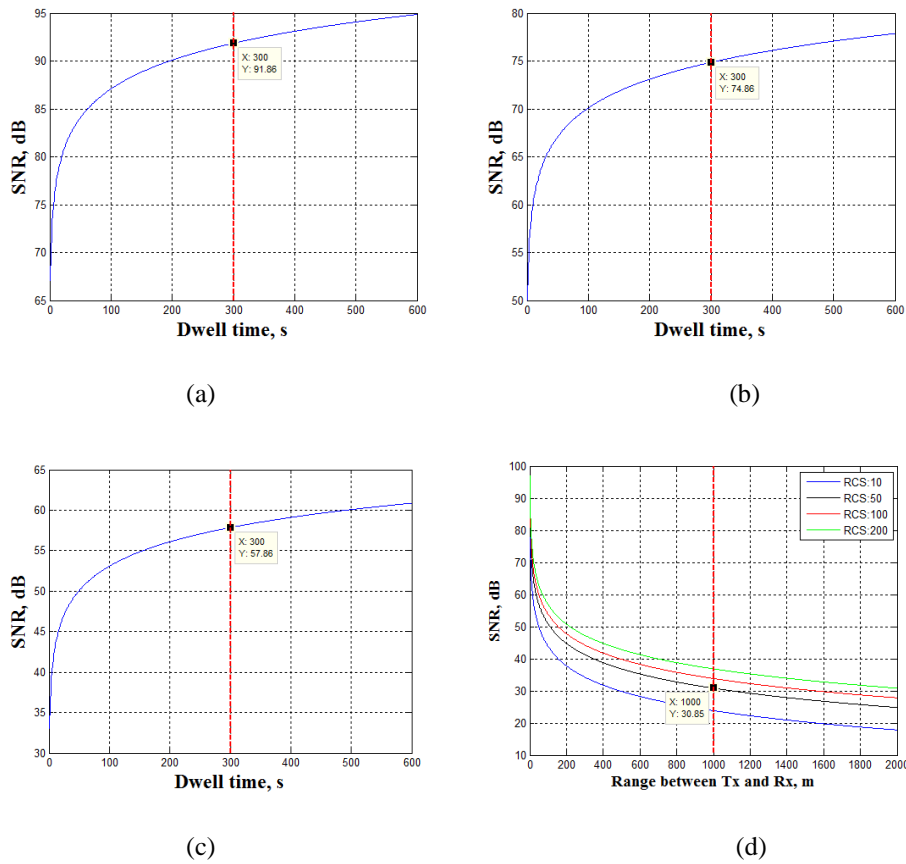 95
90
85
80
75
70
65
SNR, dB
X: 300
Y: 91.86
0 100 200 300 400 500 600
Dwell time, s
(a)
80
75
70
65
60
55
50
SNR, dB
X: 300
Y: 74.86
0 100 200 300 400 500 600
Dwell time, s
(b)
65
60
55
50
45
40
35
30
SNR, dB
X: 300
Y: 57.86
0 100 200 300 400 500 600
Dwell time, s
(c)
100
90
80
70
60
50
40
30
20
10
SNR, dB
RCS:10
RCS:50
RCS:100
RCS:200
X: 1000
Y: 30.85
0 200 400 600 800 1000 1200 1400 1600 1800 2000
Range between Tx and Rx, m
(d)